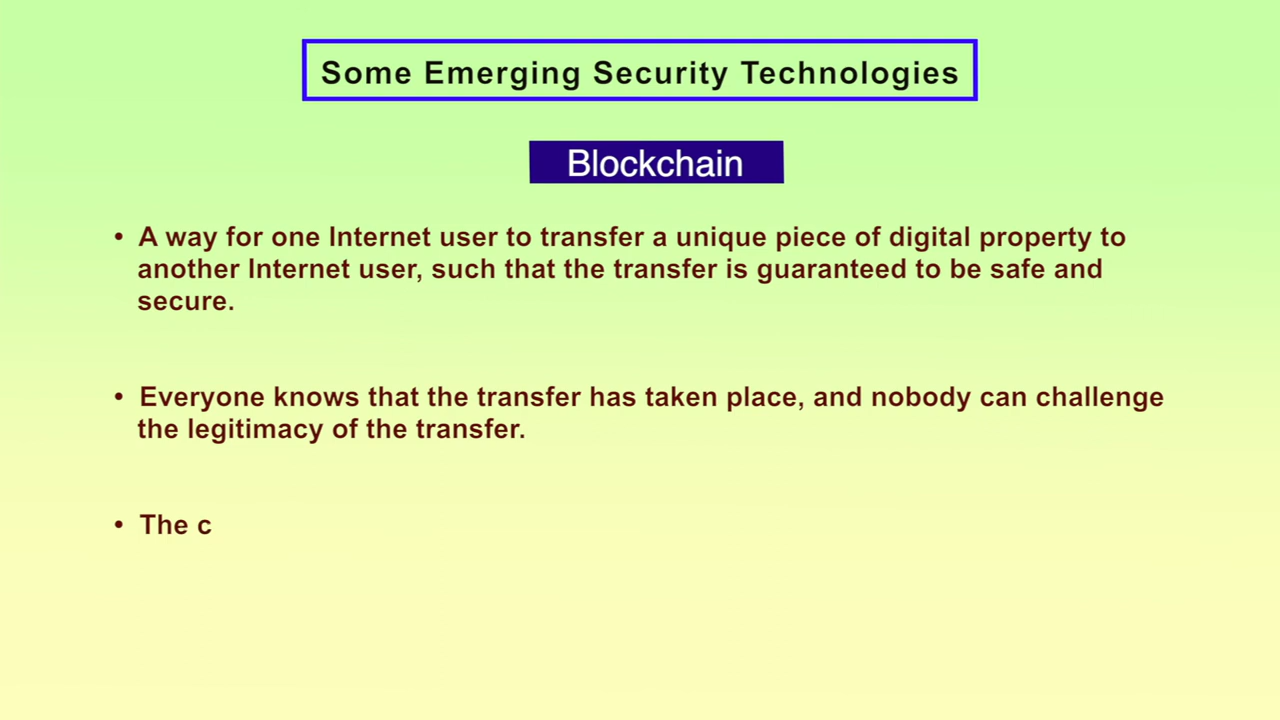 Some Emerging Security Technologies
Blockchain
• A way for one Internet user to transfer a unique piece of digital property to
another Internet user, such that the transfer is guaranteed to be safe and
secure.
• Everyone knows that the transfer has taken place, and nobody can challenge
the legitimacy of the transfer.
• The c